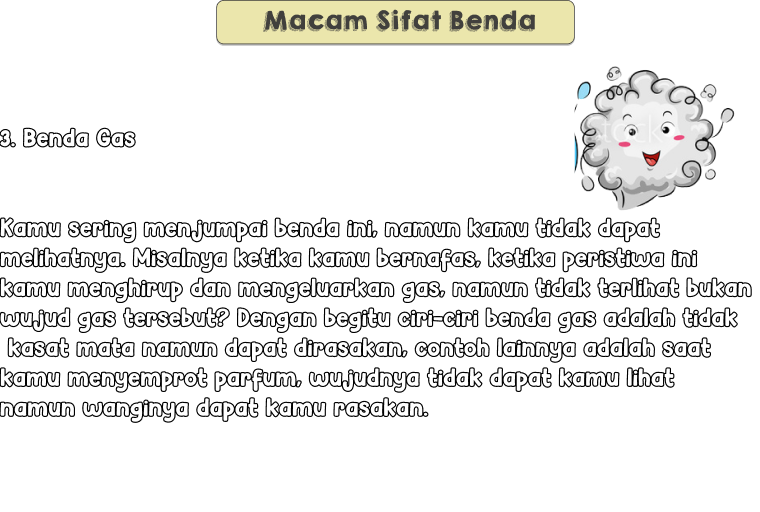 Macam Sifat Benda
3. Benda Gas
Kamu sering menjumpai benda ini, namun kamu tidak dapat
melihatnya. Misalnya ketika kamu bernafas, ketika peristiwa ini
kamu menghirup dan mengeluarkan gas, namun tidak terlihat bukan
wujud gas tersebut? Dengan begitu ciri-ciri benda gas adalah tidak
kasat mata namun dapat dirasakan, contoh lainnya adalah saat
kamu menyemprot parfum, wujudnya tidak dapat kamu lihat
namun wanginya dapat kamu rasakan.